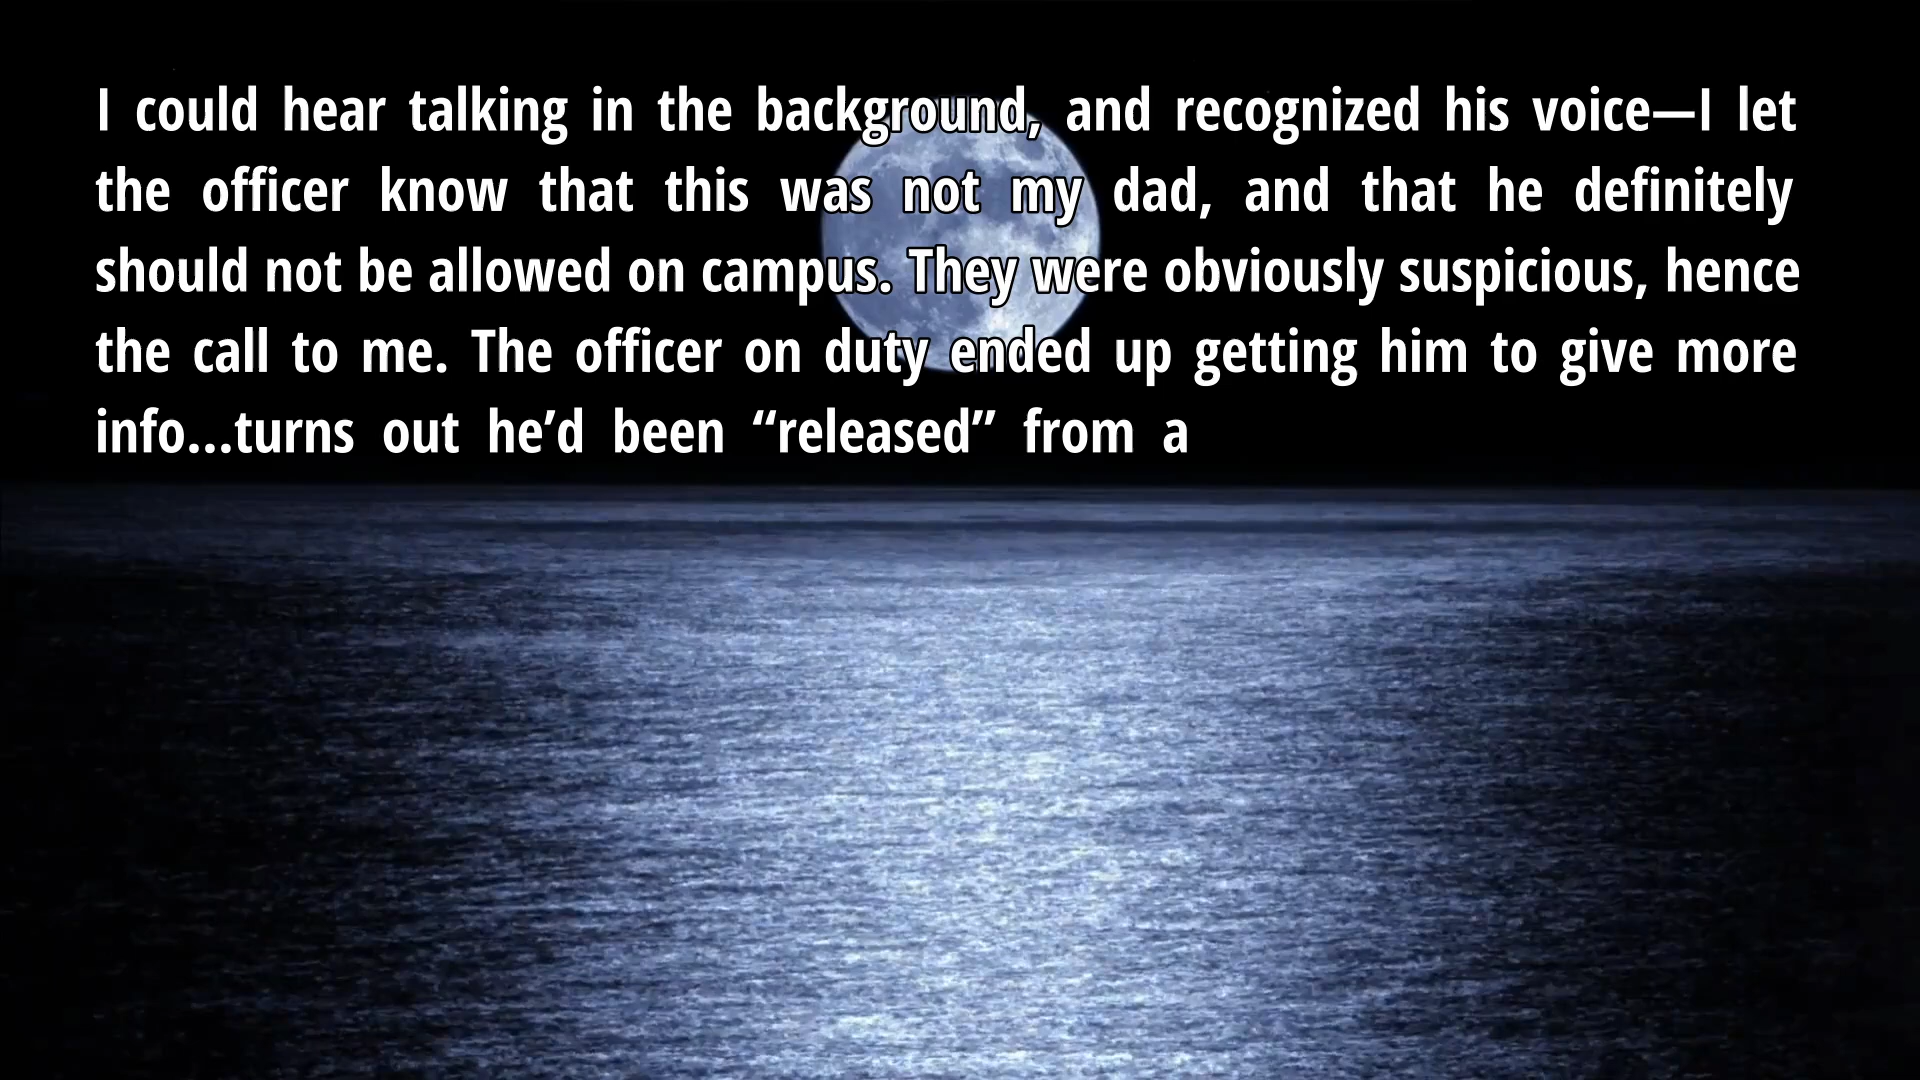 I could hear talking in the background, and recognized his voice—I let
the officer know that this was not my dad, and that he definitely
should not be allowed on campus. They were obviously suspicious, hence
the call to me. The officer on duty ended up getting him to give more
info…turns out he’d been “released” from a